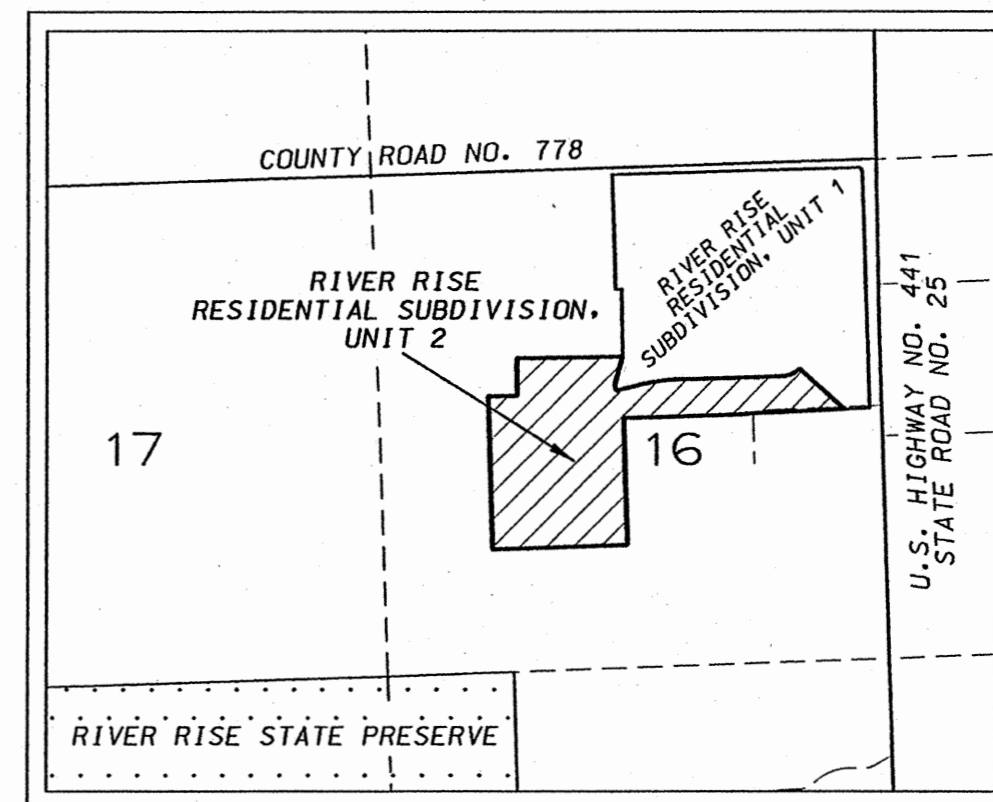 COUNTY ROAD NO. 778
RIVER RISE
RESIDENTIAL
SUBDIVISION, UNIT 1
RIVER RISE
RESIDENTIAL SUBDIVISION,
UNIT 2
U.S. HIGHWAY NO. 441
STATE ROAD NO. 25
17
16
RIVER RISE STATE PRESERVE